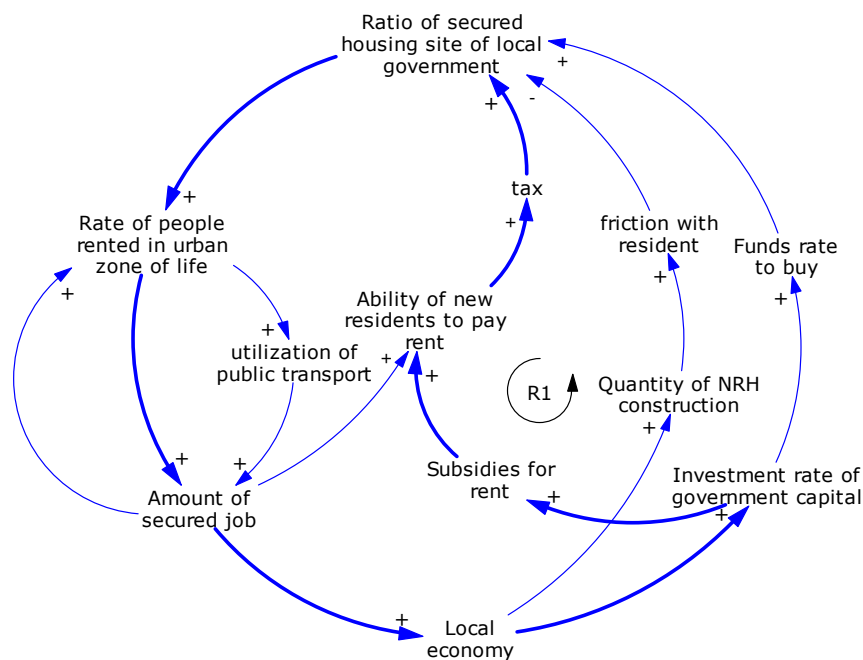 Ratio of secured
housing site of local
government
+
+
-
tax
+
+
Rate of people
rented in urban
zone of life
+
friction with
resident
+
Funds rate
to buy
+
Ability of new
residents to pay
rent
+
+
+
utilization of
public transport
R1
Quantity of NRH
construction
+
Subsidies for
rent
+
Investment rate of
government capital
+
+
+
Amount of
secured job
+
Local
economy